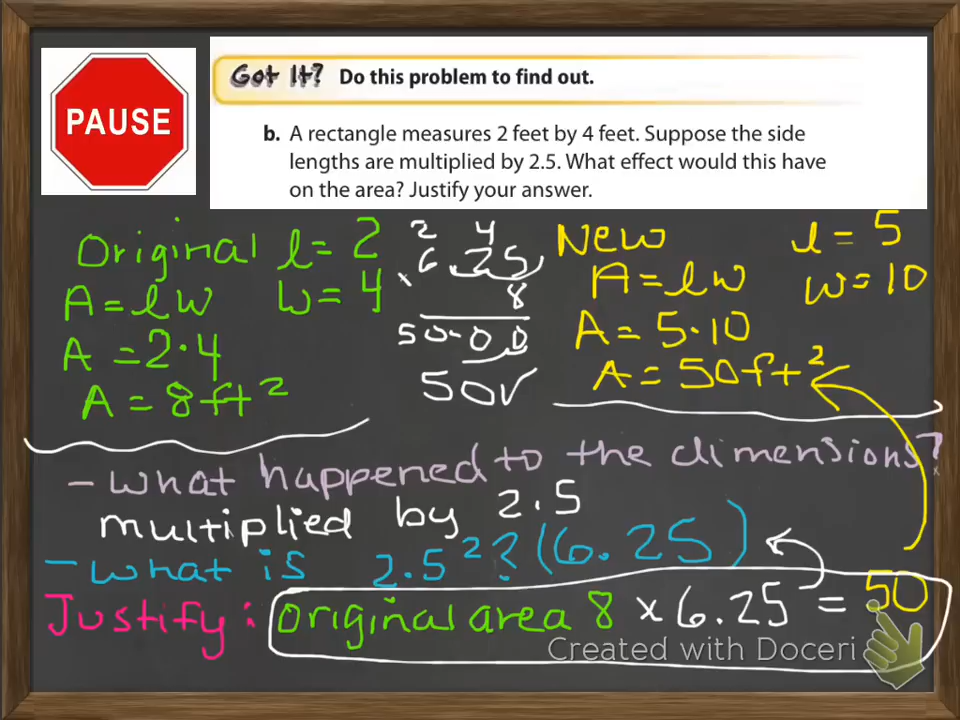 PAUSE
Got It? Do this problem to find out.
b. A rectangle measures 2 feet by 4 feet. Suppose the side
lengths are multiplied by 2.5. What effect would this have
on the area? Justify your answer.
Original l = 2
A = lw w = 4
A = 2·4
A = 8ft²
2 4
6.25
× 8
50.00
50✓
New l = 5
A = lw w = 10
A = 5·10
A = 50ft²
- what happened to the dimensions?
multiplied by 2.5
- what is 2.5²? (6.25)
Justify: original area 8 × 6.25 = 50
Created with Doceri